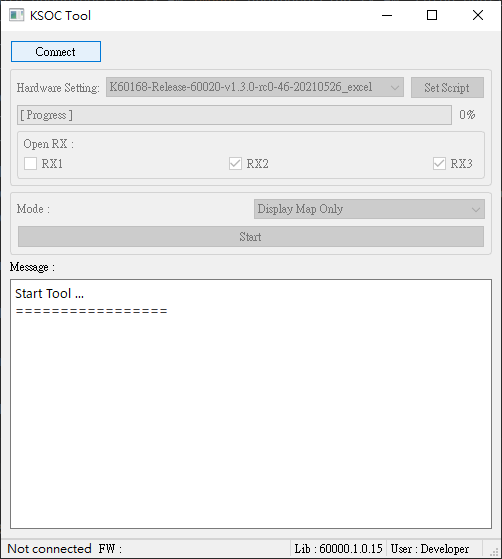 KSOC Tool
Connect
Hardware Setting: K60168-Release-60020-v1.3.0-rc0-46-20210526_excel Set Script
[ Progress ] 0%
Open RX :
RX1 RX2 RX3
Mode : Display Map Only
Start
Message :
Start Tool ...
=================
Not connected FW : Lib : 60000.1.0.15 User : Developer